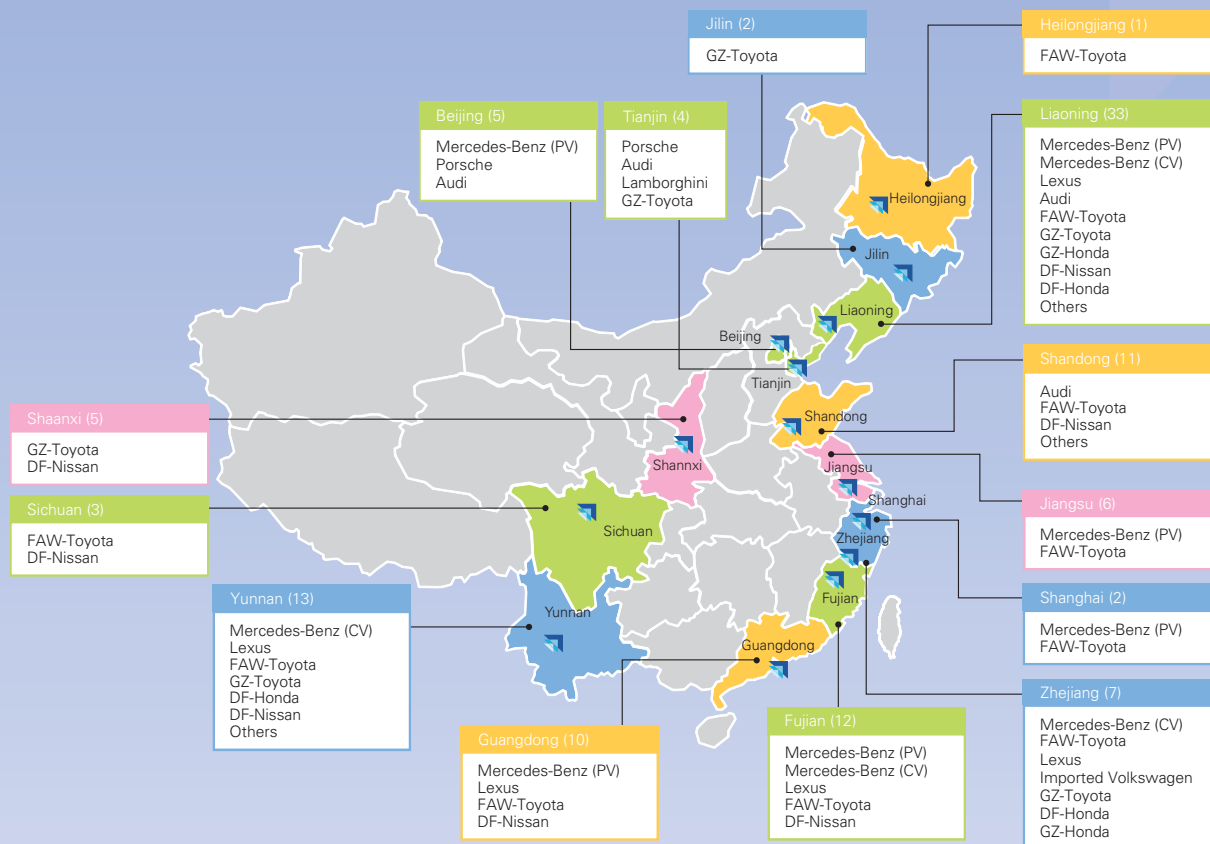 Jilin (2)
GZ-Toyota
Heilongjiang (1)
FAW-Toyota
Beijing (5)
Mercedes-Benz (PV)
Porsche
Audi
Tianjin (4)
Porsche
Audi
Lamborghini
GZ-Toyota
Liaoning (33)
Mercedes-Benz (PV)
Mercedes-Benz (CV)
Lexus
Audi
FAW-Toyota
GZ-Toyota
GZ-Honda
DF-Nissan
DF-Honda
Others
Heilongjiang
Jilin
Liaoning
Beijing
Tianjin
Shandong (11)
Audi
FAW-Toyota
DF-Nissan
Others
Shaanxi (5)
GZ-Toyota
DF-Nissan
Shandong
Shannxi
Jiangsu
Shanghai
Jiangsu (6)
Mercedes-Benz (PV)
FAW-Toyota
Sichuan (3)
FAW-Toyota
DF-Nissan
Sichuan
Zhejiang
Fujian
Yunnan
Guangdong
Shanghai (2)
Mercedes-Benz (PV)
FAW-Toyota
Yunnan (13)
Mercedes-Benz (CV)
Lexus
FAW-Toyota
GZ-Toyota
DF-Honda
DF-Nissan
Others
Guangdong (10)
Mercedes-Benz (PV)
Lexus
FAW-Toyota
DF-Nissan
Fujian (12)
Mercedes-Benz (PV)
Mercedes-Benz (CV)
Lexus
FAW-Toyota
DF-Nissan
Zhejiang (7)
Mercedes-Benz (CV)
FAW-Toyota
Lexus
Imported Volkswagen
GZ-Toyota
DF-Honda
GZ-Honda